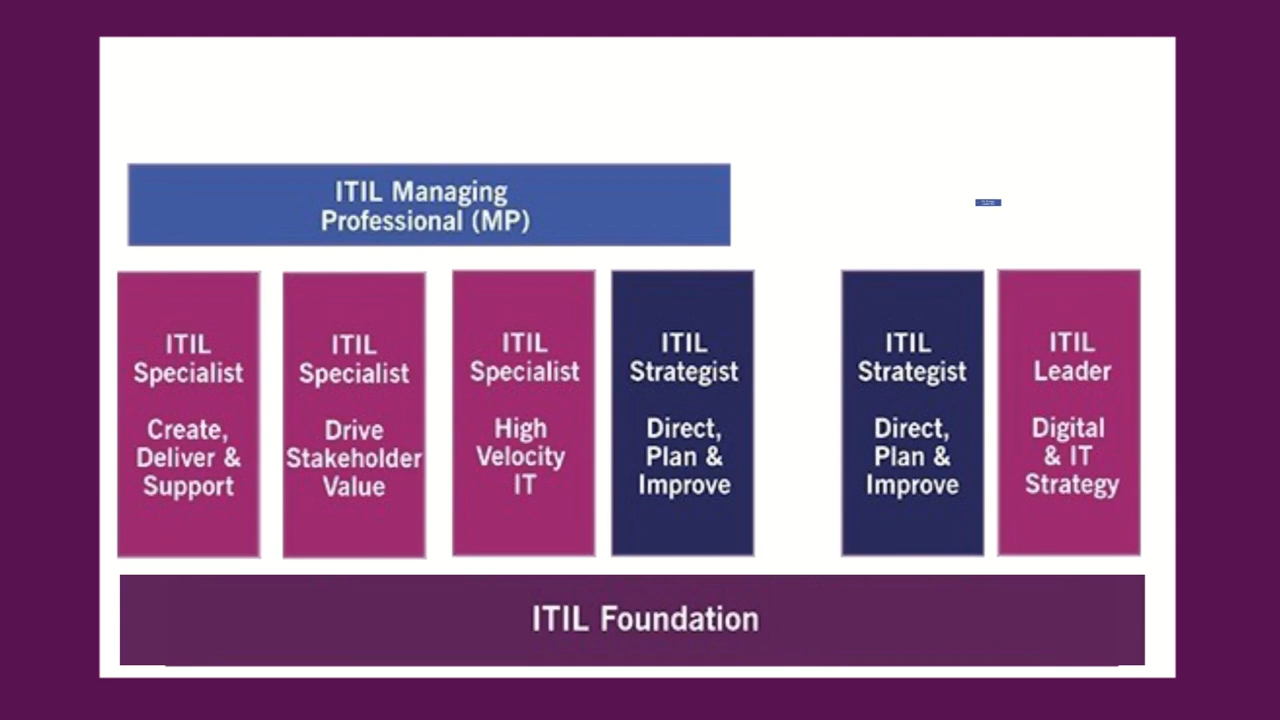 ITIL Managing
Professional (MP)
ITIL
Specialist
Create,
Deliver &
Support
ITIL
Specialist
Drive
Stakeholder
Value
ITIL
Specialist
High
Velocity
IT
ITIL
Strategist
Direct,
Plan &
Improve
ITIL
Strategist
Direct,
Plan &
Improve
ITIL
Leader
Digital
& IT
Strategy
ITIL Foundation